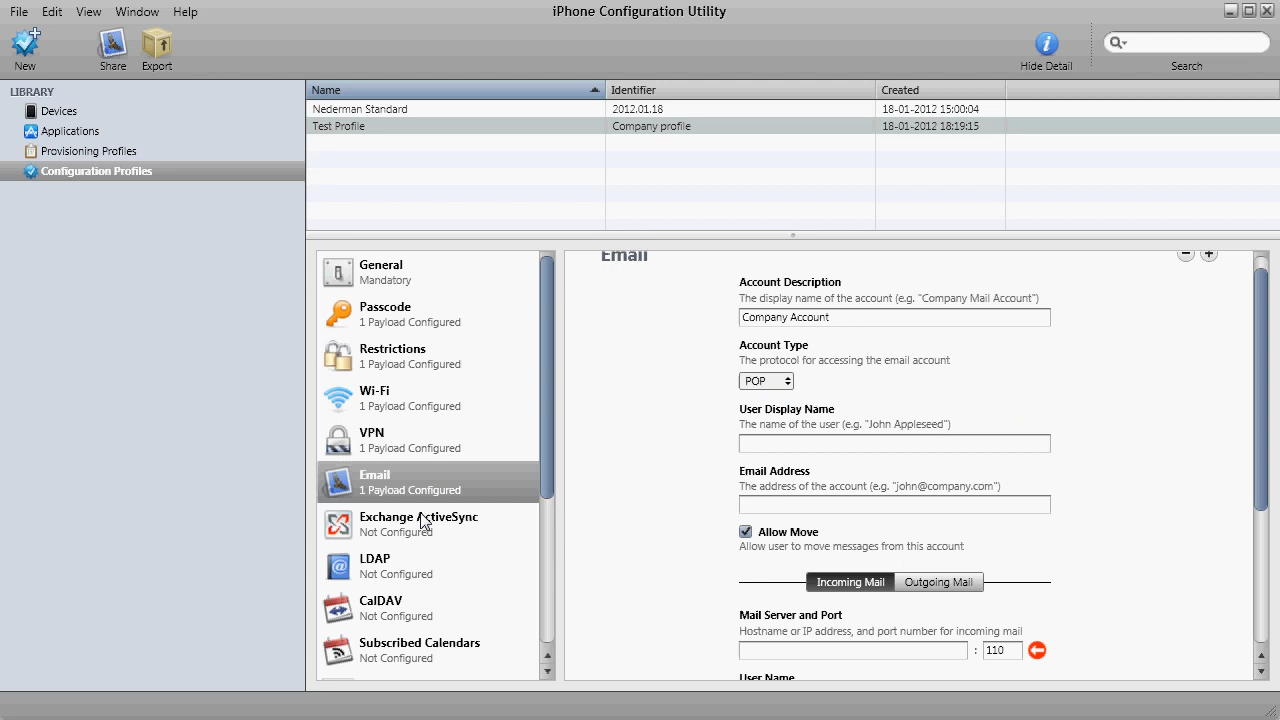 iPhone Configuration Utility
File Edit View Window Help
New Share Export Hide Detail Search
LIBRARY
Devices
Applications
Provisioning Profiles
Configuration Profiles
Name Identifier Created
Nederman Standard 2012.01.18 18-01-2012 15:00:04
Test Profile Company profile 18-01-2012 18:19:15
General
Mandatory
Passcode
1 Payload Configured
Restrictions
1 Payload Configured
Wi-Fi
1 Payload Configured
VPN
1 Payload Configured
Email
1 Payload Configured
Exchange ActiveSync
Not Configured
LDAP
Not Configured
CalDAV
Not Configured
Subscribed Calendars
Not Configured
Email
Account Description
The display name of the account (e.g. "Company Mail Account")
Company Account
Account Type
The protocol for accessing the email account
POP
User Display Name
The name of the user (e.g. "John Appleseed")
Email Address
The address of the account (e.g. "john@company.com")
Allow Move
Allow user to move messages from this account
Incoming Mail Outgoing Mail
Mail Server and Port
Hostname or IP address, and port number for incoming mail
: 110
User Name